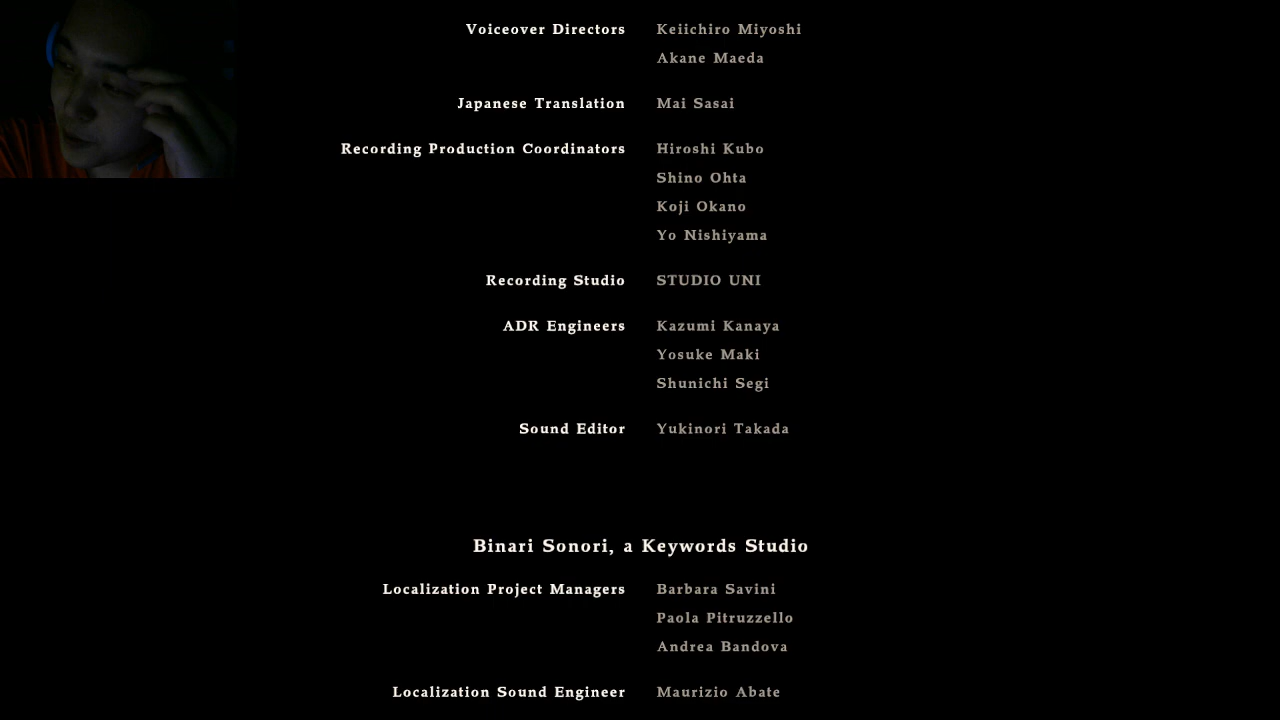 Voiceover Directors Keiichiro Miyoshi
Akane Maeda
Japanese Translation Mai Sasai
Recording Production Coordinators Hiroshi Kubo
Shino Ohta
Koji Okano
Yo Nishiyama
Recording Studio STUDIO UNI
ADR Engineers Kazumi Kanaya
Yosuke Maki
Shunichi Segi
Sound Editor Yukinori Takada
Binari Sonori, a Keywords Studio
Localization Project Managers Barbara Savini
Paola Pitruzzello
Andrea Bandova
Localization Sound Engineer Maurizio Abate